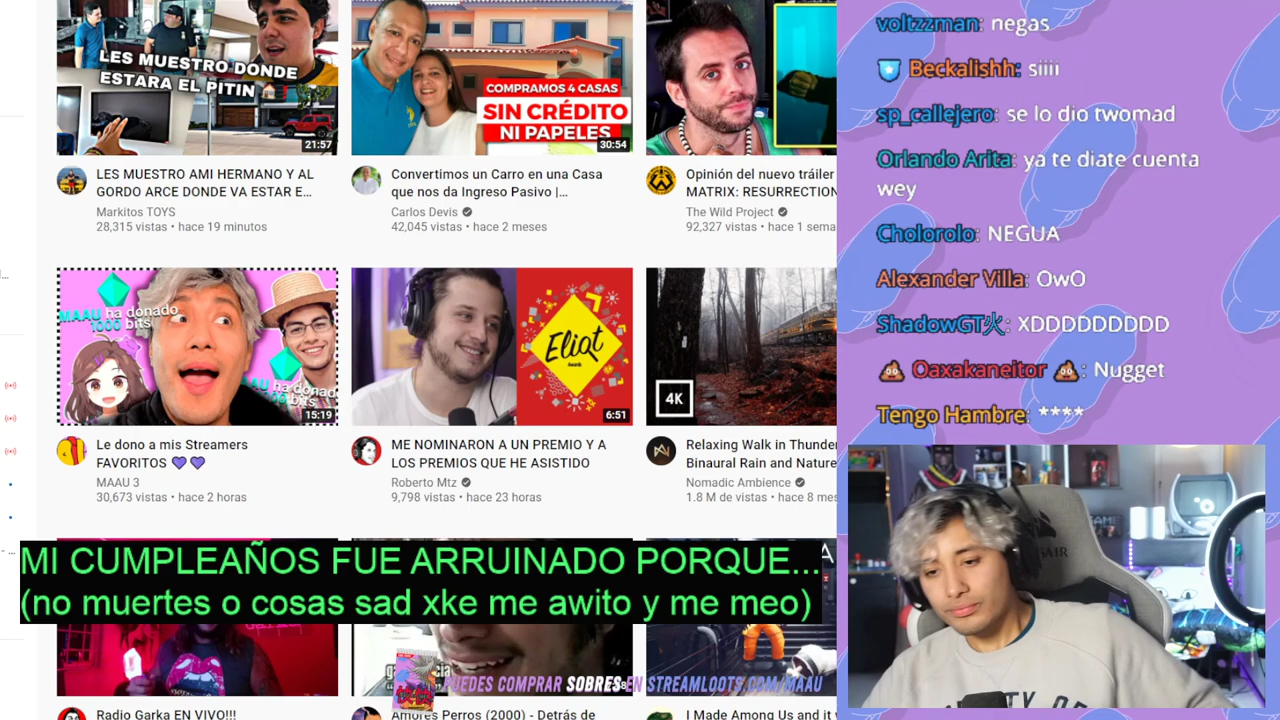 LES MUESTRO DONDE
ESTARA EL PITIN
21:57
COMPRAMOS 4 CASAS
SIN CRÉDITO
NI PAPELES
30:54
LES MUESTRO AMI HERMANO Y AL
GORDO ARCE DONDE VA ESTAR E...
Markitos TOYS
28,315 vistas • hace 19 minutos
Convertimos un Carro en una Casa
que nos da Ingreso Pasivo |...
Carlos Devis
42,045 vistas • hace 2 meses
Opinión del nuevo tráiler
MATRIX: RESURRECTION
The Wild Project
92,327 vistas • hace 1 sema
MAAU ha donado
1000 bits
15:19
Eliot
Awards
6:51
4K
Le dono a mis Streamers
FAVORITOS 💜💜
MAAU 3
30,673 vistas • hace 2 horas
ME NOMINARON A UN PREMIO Y A
LOS PREMIOS QUE HE ASISTIDO
Roberto Mtz
9,798 vistas • hace 23 horas
Relaxing Walk in Thunder
Binaural Rain and Nature
Nomadic Ambience
1.8 M de vistas • hace 8 mes
MI CUMPLEAÑOS FUE ARRUINADO PORQUE...
(no muertes o cosas sad xke me awito y me meo)
PUEDES COMPRAR SOBRES EN STREAMLOOTS.COM/MAAU
Radio Garka EN VIVO!!!
Amores Perros (2000) - Detrás de
I Made Among Us and it w
voltzzman: negas
Beckalishh: siiii
sp_callejero: se lo dio twomad
Orlando Arita: ya te diate cuenta
wey
Cholorolo: NEGUA
Alexander Villa: OwO
ShadowGT火: XDDDDDDDDD
💩 Oaxakaneitor 💩: Nugget
Tengo Hambre: ****